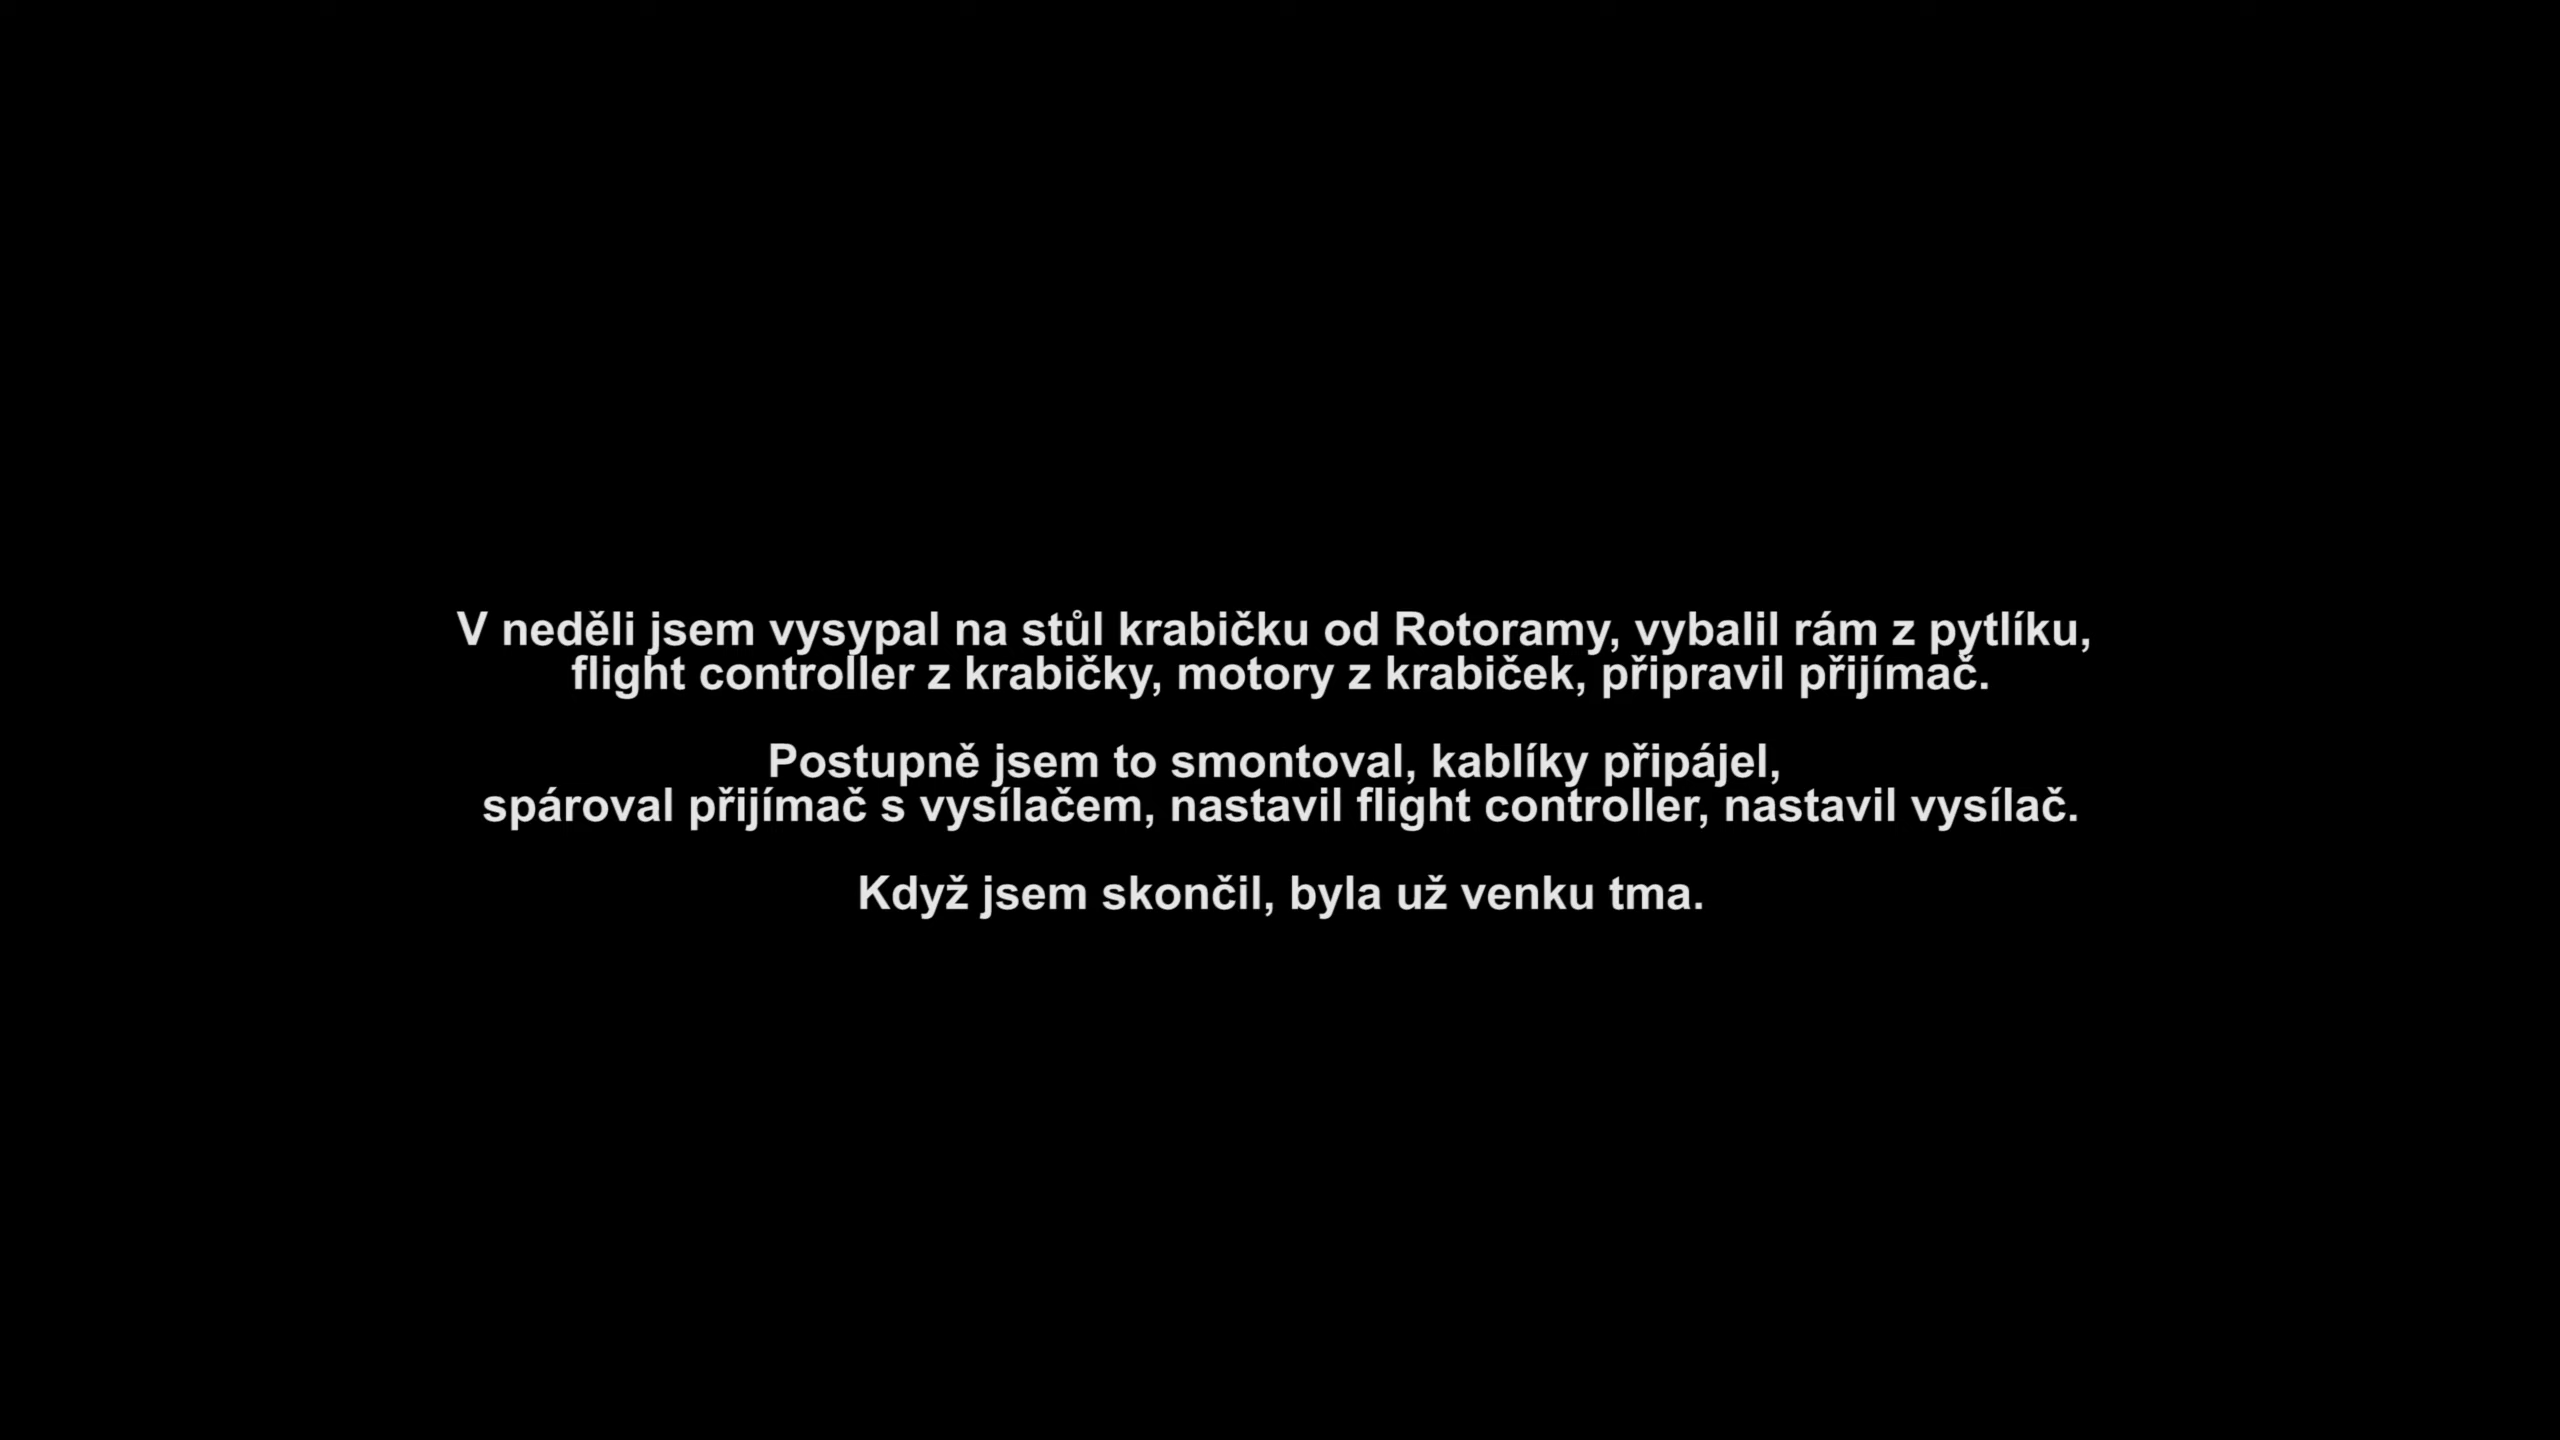 V neděli jsem vysypal na stůl krabičku od Rotoramy, vybalil rám z pytlíku,
flight controller z krabičky, motory z krabiček, připravil přijímač.
Postupně jsem to smontoval, kablíky připájel,
spároval přijímač s vysílačem, nastavil flight controller, nastavil vysílač.
Když jsem skončil, byla už venku tma.